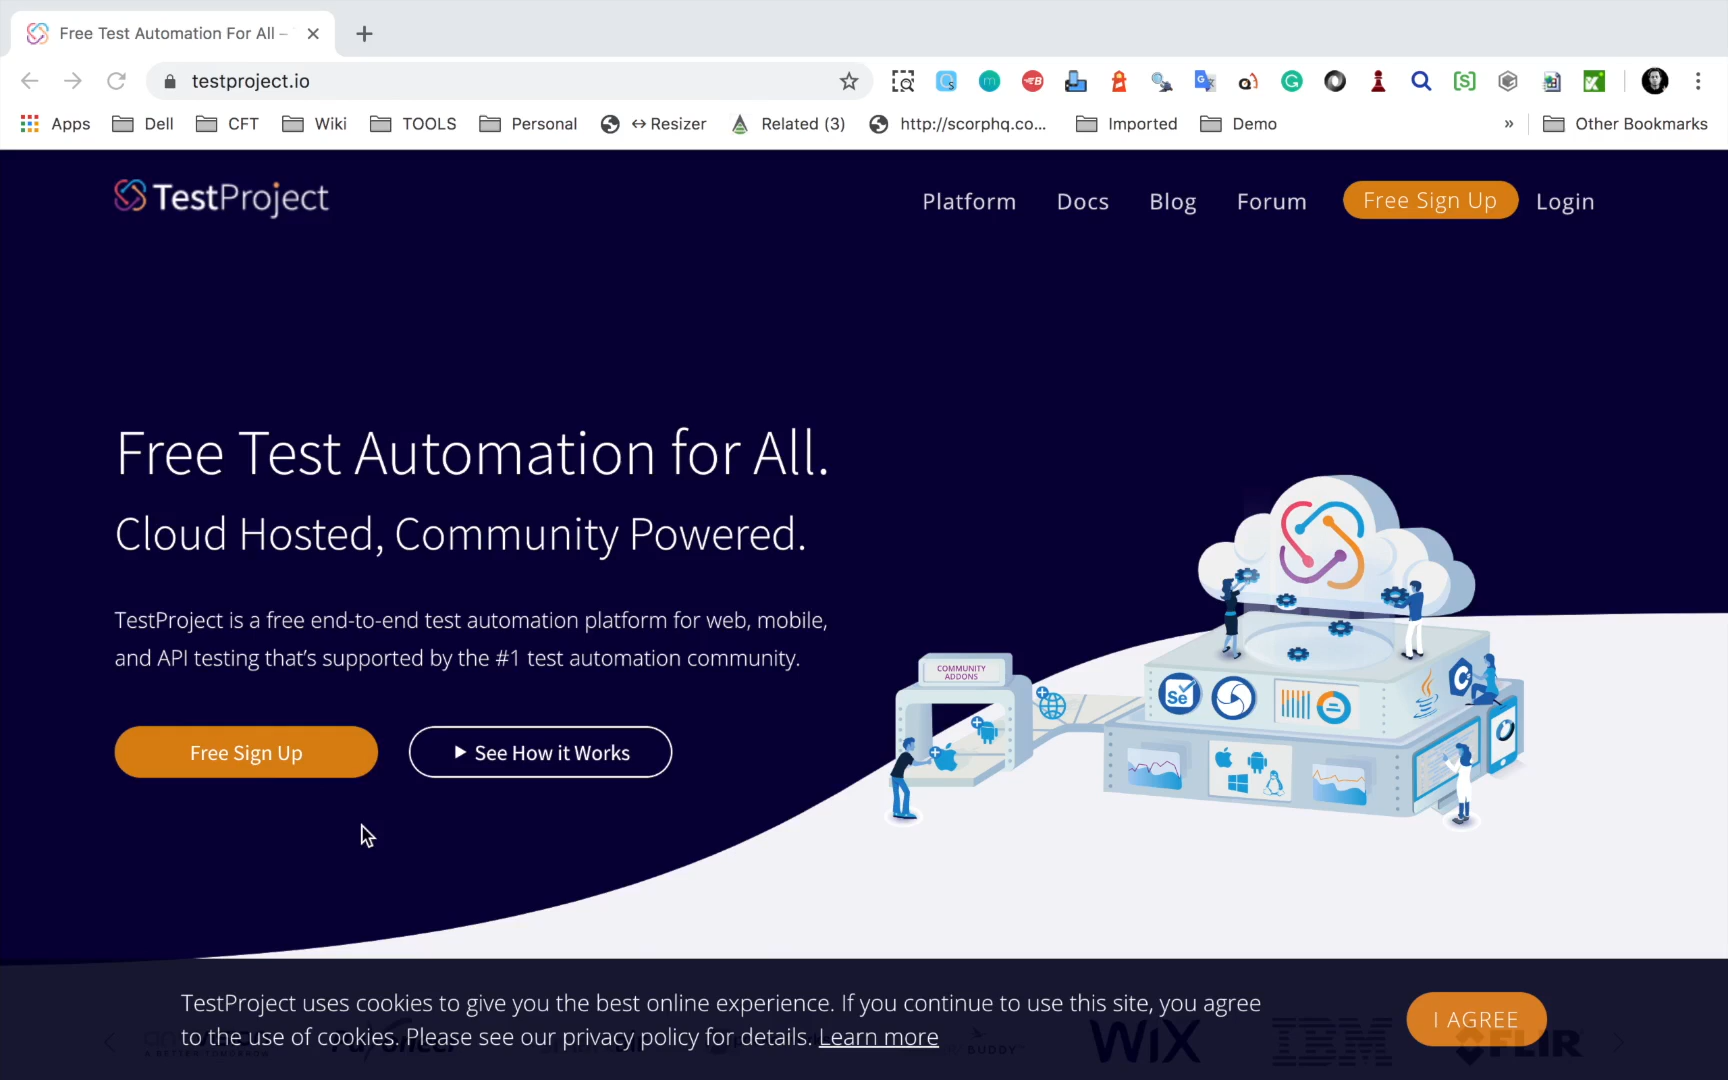 Free Test Automation For All –
testproject.io
Apps
Dell
CFT
Wiki
TOOLS
Personal
↔ Resizer
Related (3)
http://scorphq.co...
Imported
Demo
»
Other Bookmarks
TestProject
Platform
Docs
Blog
Forum
Free Sign Up
Login
Free Test Automation for All.
Cloud Hosted, Community Powered.
TestProject is a free end-to-end test automation platform for web, mobile,
and API testing that’s supported by the #1 test automation community.
Free Sign Up
See How it Works
COMMUNITY
ADDONS
Se
TestProject uses cookies to give you the best online experience. If you continue to use this site, you agree
to the use of cookies. Please see our privacy policy for details. Learn more
I AGREE
WiX
IBM
FLIR